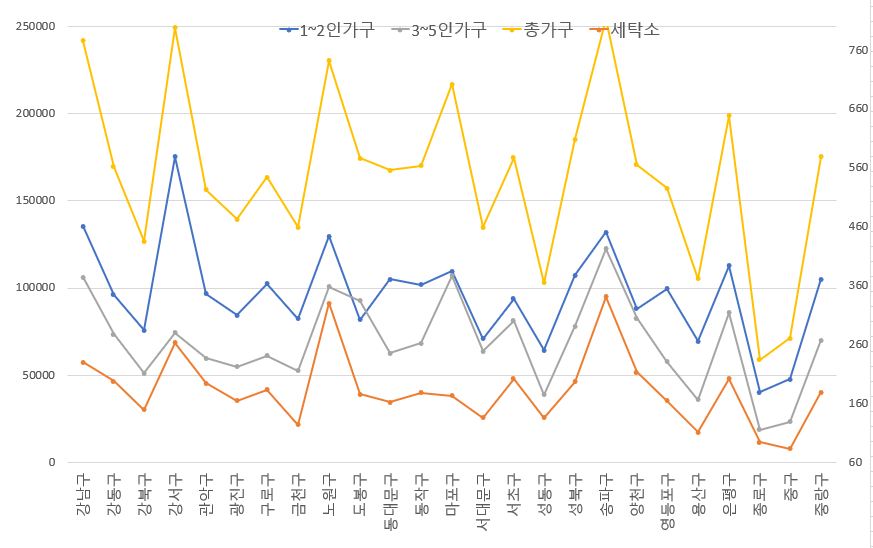 1~2인가구 3~5인가구 총가구 세탁소
250000
200000
150000
100000
50000
0
760
660
560
460
360
260
160
60
강남구
강동구
강북구
강서구
관악구
광진구
구로구
금천구
노원구
도봉구
동대문구
동작구
마포구
서대문구
서초구
성동구
성북구
송파구
양천구
영등포구
용산구
은평구
종로구
중구
중랑구